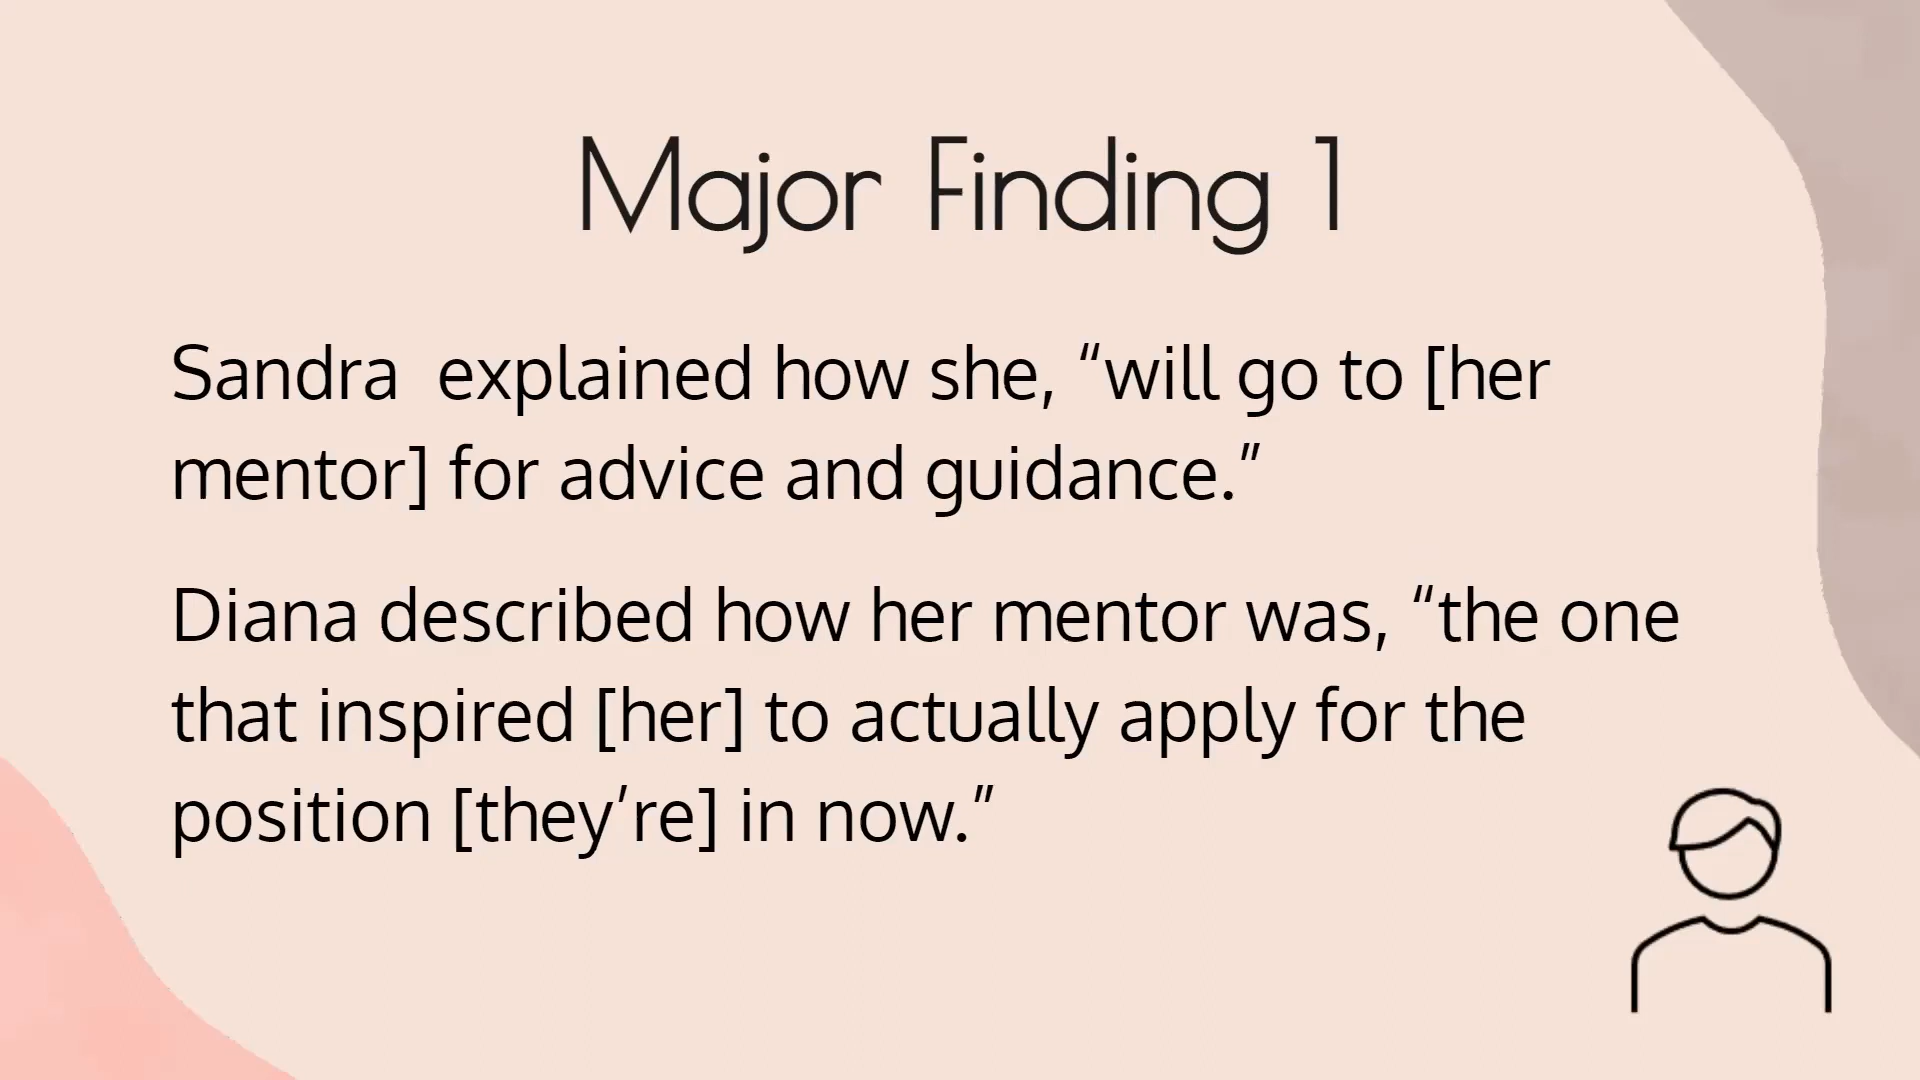 Major Finding 1
Sandra  explained how she, “will go to [her
mentor] for advice and guidance.”
Diana described how her mentor was, “the one
that inspired [her] to actually apply for the
position [they’re] in now.”